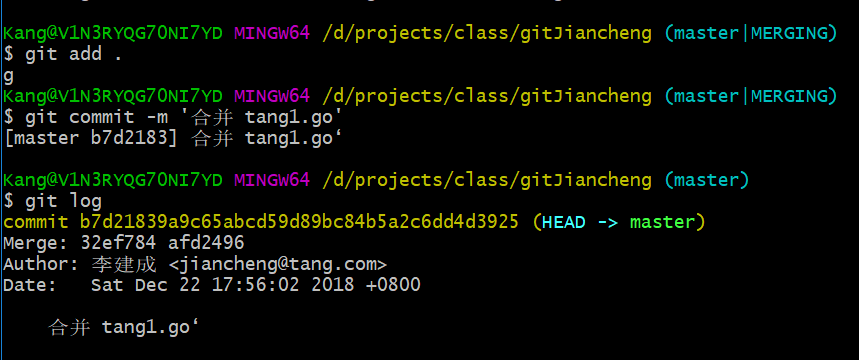 Kang@V1N3RYQG70NI7YD MINGW64 /d/projects/class/gitJiancheng (master|MERGING)
$ git add .
g
Kang@V1N3RYQG70NI7YD MINGW64 /d/projects/class/gitJiancheng (master|MERGING)
$ git commit -m '合并 tang1.go'
[master b7d2183] 合并 tang1.go‘
Kang@V1N3RYQG70NI7YD MINGW64 /d/projects/class/gitJiancheng (master)
$ git log
commit b7d21839a9c65abcd59d89bc84b5a2c6dd4d3925 (HEAD -> master)
Merge: 32ef784 afd2496
Author: 李建成 <jiancheng@tang.com>
Date:   Sat Dec 22 17:56:02 2018 +0800
合并 tang1.go‘